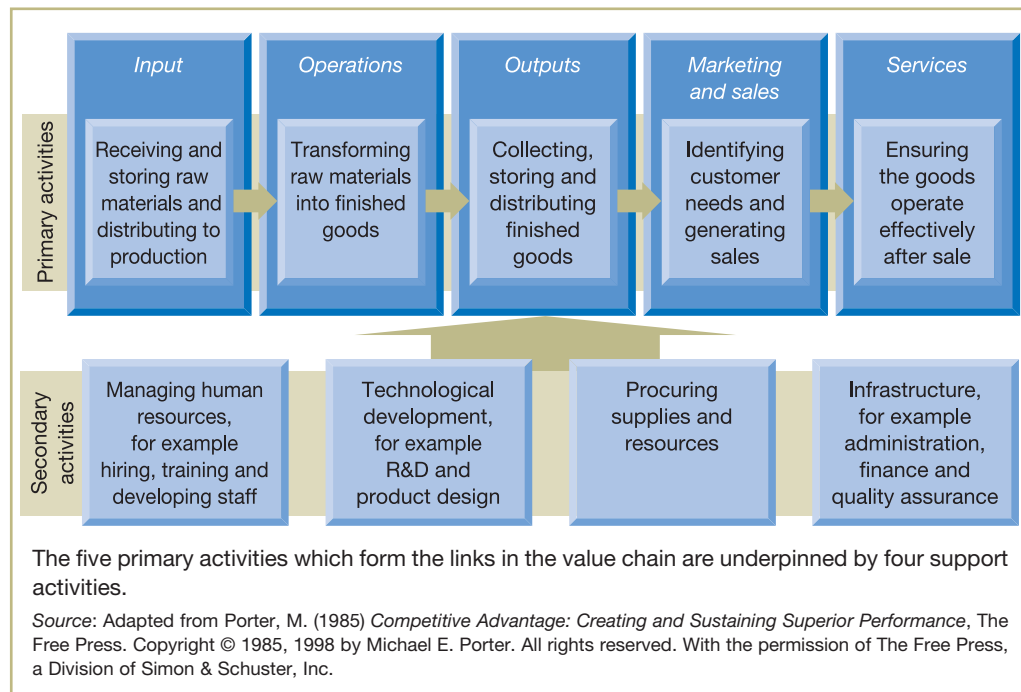 Primary activities
Input
Receiving and
storing raw
materials and
distributing to
production
Operations
Transforming
raw materials
into finished
goods
Outputs
Collecting,
storing and
distributing
finished
goods
Marketing
and sales
Identifying
customer
needs and
generating
sales
Services
Ensuring
the goods
operate
effectively
after sale
Secondary
activities
Managing human
resources,
for example
hiring, training and
developing staff
Technological
development,
for example
R&D and
product design
Procuring
supplies and
resources
Infrastructure,
for example
administration,
finance and
quality assurance
The five primary activities which form the links in the value chain are underpinned by four support
activities.
Source: Adapted from Porter, M. (1985) Competitive Advantage: Creating and Sustaining Superior Performance, The
Free Press. Copyright © 1985, 1998 by Michael E. Porter. All rights reserved. With the permission of The Free Press,
a Division of Simon & Schuster, Inc.